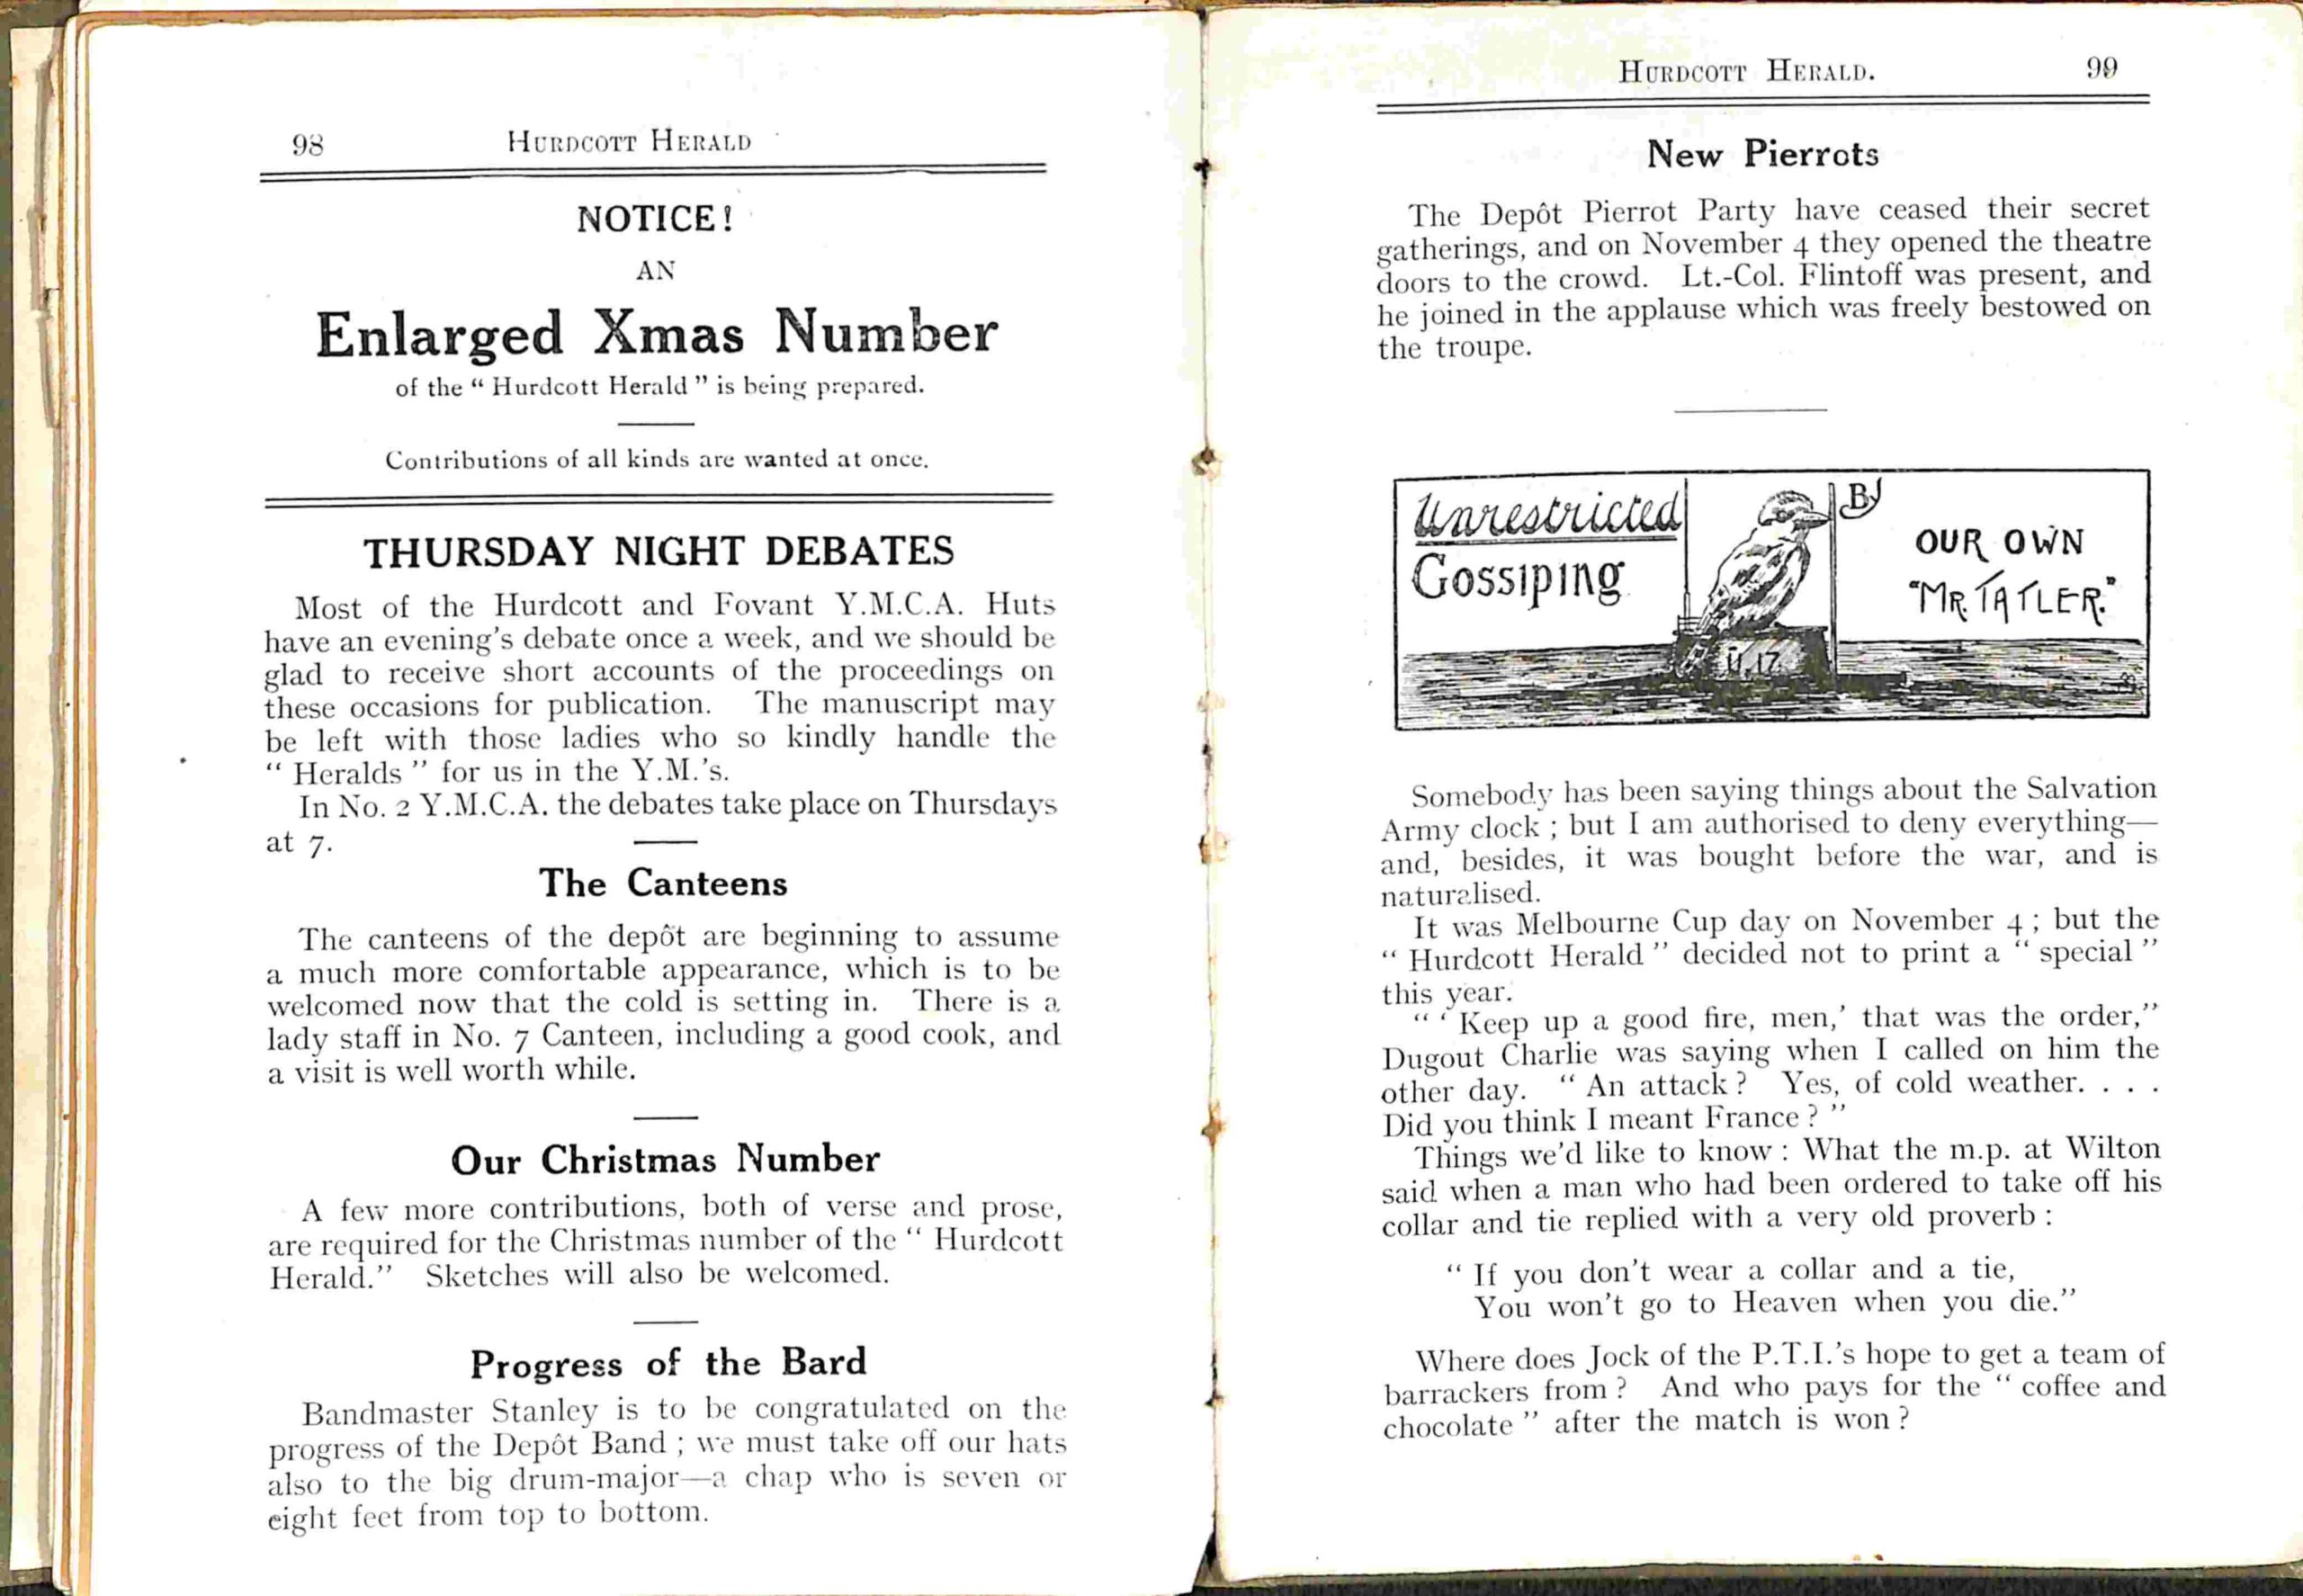 98 HURDCOTT HERALD
NOTICE!
AN
Enlarged Xmas Number
of the “ Hurdcott Herald ” is being prepared.
Contributions of all kinds are wanted at once.
THURSDAY NIGHT DEBATES
Most of the Hurdcott and Fovant Y.M.C.A. Huts
have an evening’s debate once a week, and we should be
glad to receive short accounts of the proceedings on
these occasions for publication. The manuscript may
be left with those ladies who so kindly handle the
“ Heralds ” for us in the Y.M.’s.
In No. 2 Y.M.C.A. the debates take place on Thursdays
at 7.
The Canteens
The canteens of the depôt are beginning to assume
a much more comfortable appearance, which is to be
welcomed now that the cold is setting in. There is a
lady staff in No. 7 Canteen, including a good cook, and
a visit is well worth while.
Our Christmas Number
A few more contributions, both of verse and prose,
are required for the Christmas number of the “ Hurdcott
Herald.” Sketches will also be welcomed.
Progress of the Bard
Bandmaster Stanley is to be congratulated on the
progress of the Depôt Band ; we must take off our hats
also to the big drum-major—a chap who is seven or
eight feet from top to bottom.
HURDCOTT HERALD. 99
New Pierrots
The Depôt Pierrot Party have ceased their secret
gatherings, and on November 4 they opened the theatre
doors to the crowd. Lt.-Col. Flintoff was present, and
he joined in the applause which was freely bestowed on
the troupe.
Unrestricted
Gossiping
By
OUR OWN
“MR. TATLER.”
U. 17.
Somebody has been saying things about the Salvation
Army clock ; but I am authorised to deny everything—
and, besides, it was bought before the war, and is
naturalised.
It was Melbourne Cup day on November 4 ; but the
“ Hurdcott Herald ” decided not to print a “ special ”
this year.
“ ‘ Keep up a good fire, men,’ that was the order,”
Dugout Charlie was saying when I called on him the
other day. “ An attack ? Yes, of cold weather. . . .
Did you think I meant France ? ”
Things we’d like to know : What the m.p. at Wilton
said when a man who had been ordered to take off his
collar and tie replied with a very old proverb :
“ If you don’t wear a collar and a tie,
You won’t go to Heaven when you die.”
Where does Jock of the P.T.I.’s hope to get a team of
barrackers from ? And who pays for the “ coffee and
chocolate ” after the match is won ?